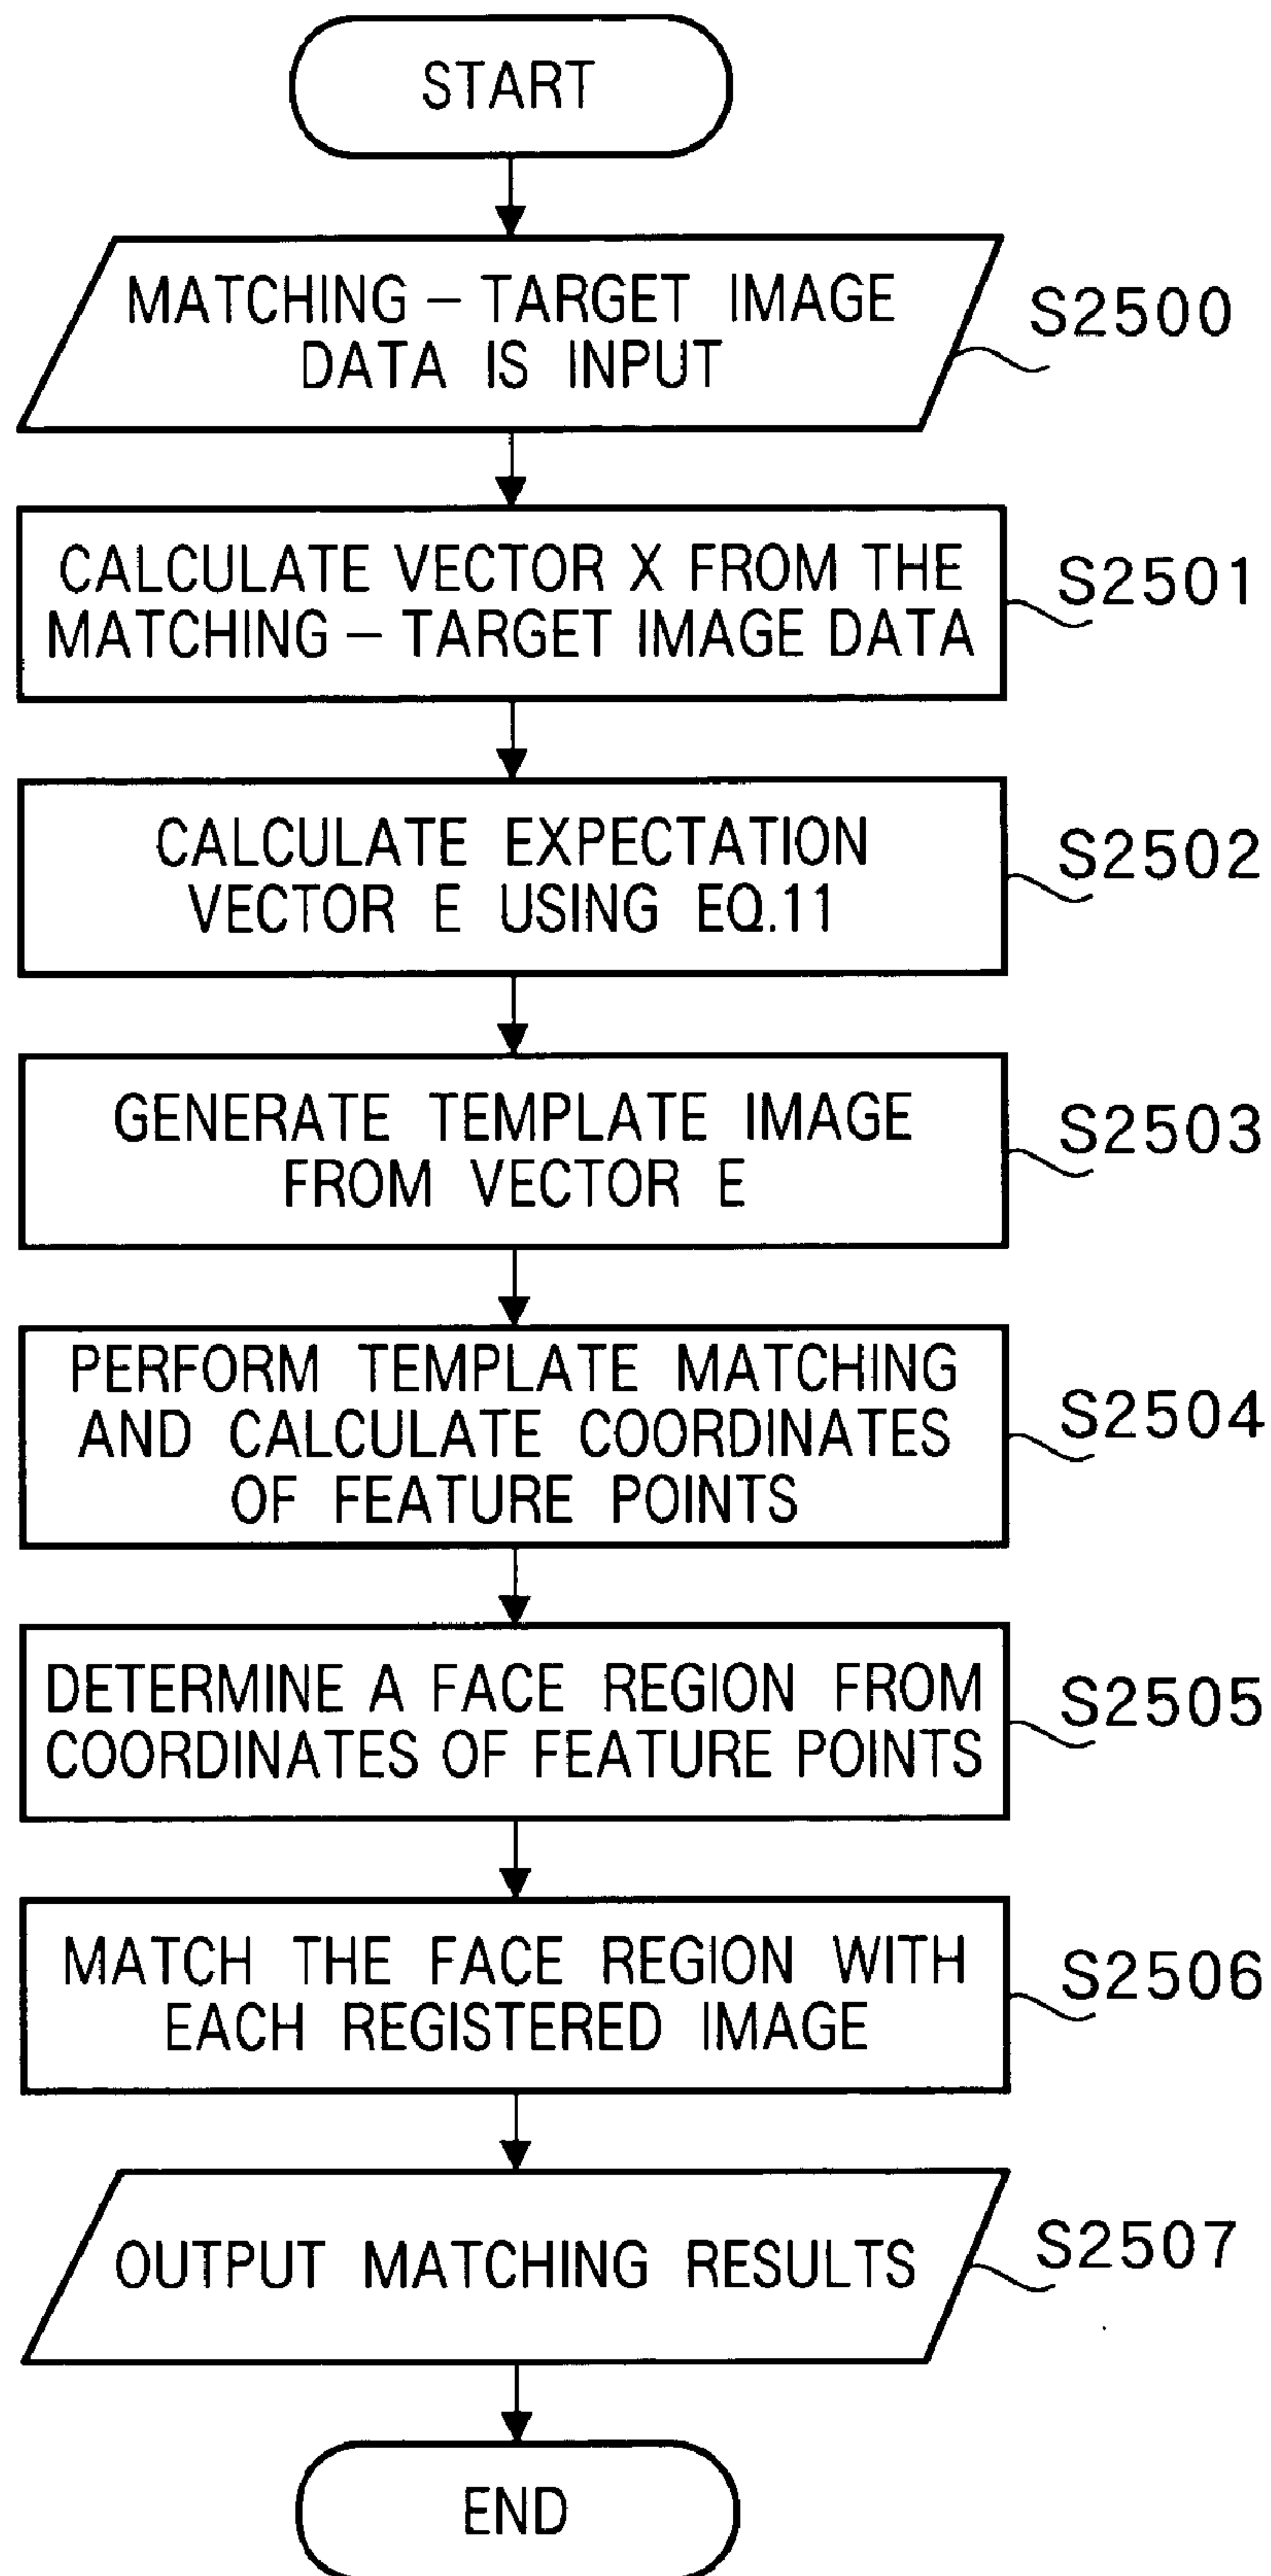 START
MATCHING – TARGET IMAGE
DATA IS INPUT
S2500
CALCULATE VECTOR X FROM THE
MATCHING – TARGET IMAGE DATA
S2501
CALCULATE EXPECTATION
VECTOR E USING EQ.11
S2502
GENERATE TEMPLATE IMAGE
FROM VECTOR E
S2503
PERFORM TEMPLATE MATCHING
AND CALCULATE COORDINATES
OF FEATURE POINTS
S2504
DETERMINE A FACE REGION FROM
COORDINATES OF FEATURE POINTS
S2505
MATCH THE FACE REGION WITH
EACH REGISTERED IMAGE
S2506
OUTPUT MATCHING RESULTS
S2507
END